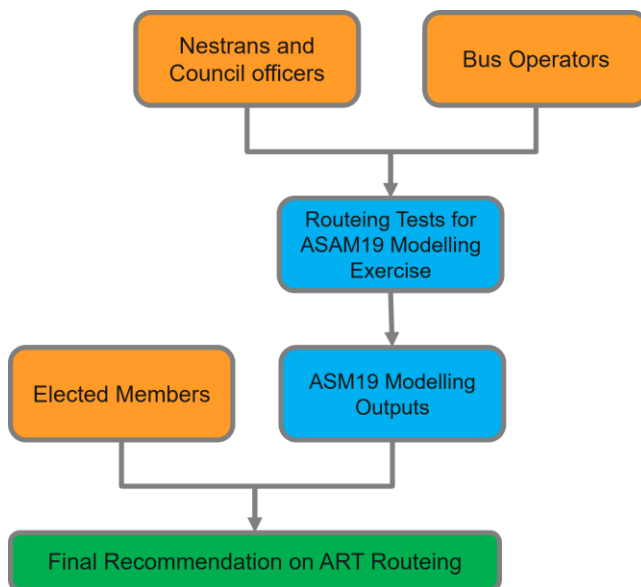 Nestrans and
Council officers
Bus Operators
Routeing Tests for
ASAM19 Modelling
Exercise
Elected Members
ASM19 Modelling
Outputs
Final Recommendation on ART Routeing